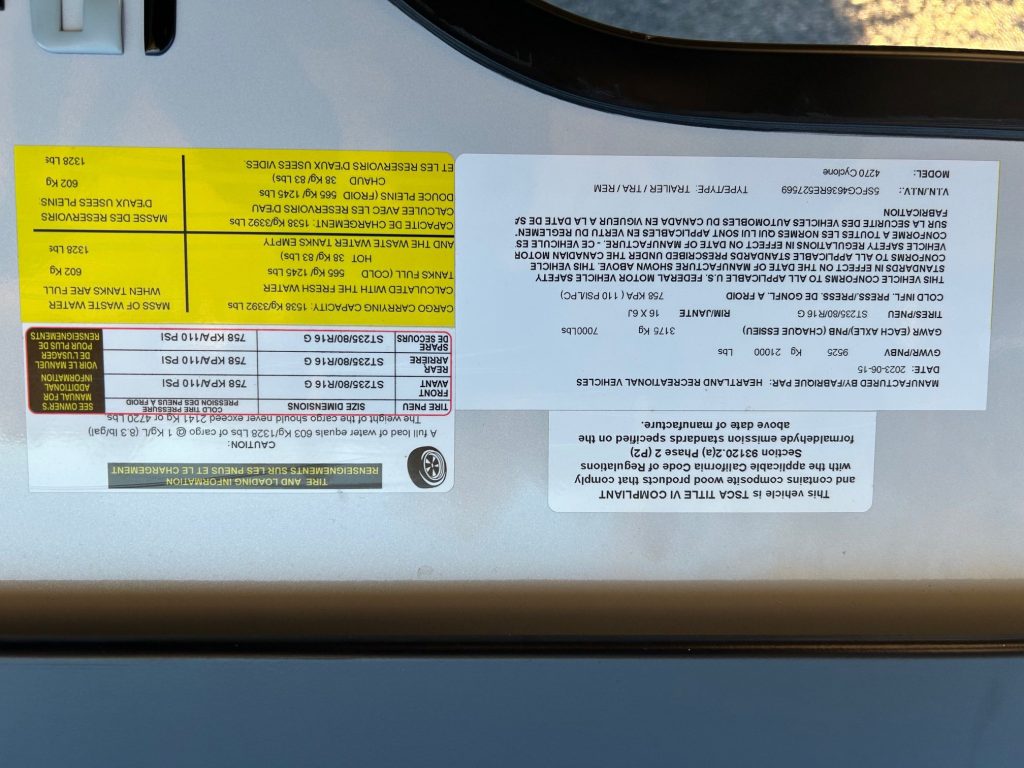 This vehicle is TSCA TITLE VI COMPLIANT
and contains composite wood products that comply
with the applicable California Code of Regulations
Section 93120.2(a) Phase 2 (P2)
formaldehyde emission standards specified on the
above date of manufacture.
MANUFACTURED BY/FABRIQUE PAR: HEARTLAND RECREATIONAL VEHICLES
DATE: 2023-06-15
GVWR/PNBV 9525 Kg 21000 Lbs
GAWR (EACH AXLE)/PNB (CHAQUE ESSIEU) 3175 Kg 7000Lbs
TIRES/PNEU ST235/80/R16 G RIM/JANTE 16 X 6J
COLD INFL. PRESS/PRESS. DE GONFL. A FROID 758 KPA ( 110 PSI/LPC)
THIS VEHICLE CONFORMS TO ALL APPLICABLE U.S. FEDERAL MOTOR VEHICLE SAFETY
STANDARDS IN EFFECT ON THE DATE OF MANUFACTURE SHOWN ABOVE. THIS VEHICLE
CONFORMS TO ALL APPLICABLE STANDARDS PRESCRIBED UNDER THE CANADIAN MOTOR
VEHICLE SAFETY REGULATIONS IN EFFECT ON DATE OF MANUFACTURE. - CE VEHICULE ES
CONFORME A TOUTES LES NORMES QUI LUI SONT APPLICABLES EN VERTU DU REGLEM'
SUR LA SECURITE DES VEHICLES AUTOMOBILES DU CANADA EN VIGUEUR A LA DATE DE SA
FABRICATION
V.I.N./N.I.V.: 5SFCG4636RE527569 TYPE/TYPE: TRAILER / TRA / REM
MODEL: 4270 Cyclone
TIRE AND LOADING INFORMATION
RENSEIGNEMENTS SUR LES PNEUS ET LE CHARGEMENT
CAUTION:
A full load of water equals 603 Kg/1328 Lbs of cargo @ 1 Kg/L (8.3 lb/gal)
The weight of the cargo should never exceed 2141 Kg or 4720 Lbs.
TIRE PNEU
SIZE DIMENSIONS
COLD TIRE PRESSURE
PRESSION DES PNEUS A FROID
FRONT
AVANT
ST235/80/R16 G
758 KPA/110 PSI
REAR
ARRIÈRE
ST235/80/R16 G
758 KPA/110 PSI
SPARE
DE SECOURS
ST235/80/R16 G
758 KPA/110 PSI
SEE OWNER'S
MANUAL FOR
ADDITIONAL
INFORMATION
VOIR LE MANUEL
DE L'USAGER
POUR PLUS DE
RENSEIGNEMENTS
CARGO CARRYING CAPACITY: 1538 Kg/3392 Lbs
CALCULATED WITH THE FRESH WATER
TANKS FULL (COLD) 565 Kg/1245 Lbs
HOT 38 Kg(83 Lbs)
AND THE WASTE WATER TANKS EMPTY
MASS OF WASTE WATER
WHEN TANKS ARE FULL
602 Kg
1328 Lbs
CAPACITE DE CHARGEMENT: 1538 Kg/3392 Lbs
CALCULEE AVEC LES RESERVOIRS D'EAU
DOUCE PLEINS (FROID) 565 Kg/1245 Lbs
CHAUD 38 Kg(83 Lbs)
ET LES RESERVOIRS D'EAUX USEES VIDES.
MASSE DES RESERVOIRS
D'EAUX USEES PLEINS
602 Kg
1328 Lbs